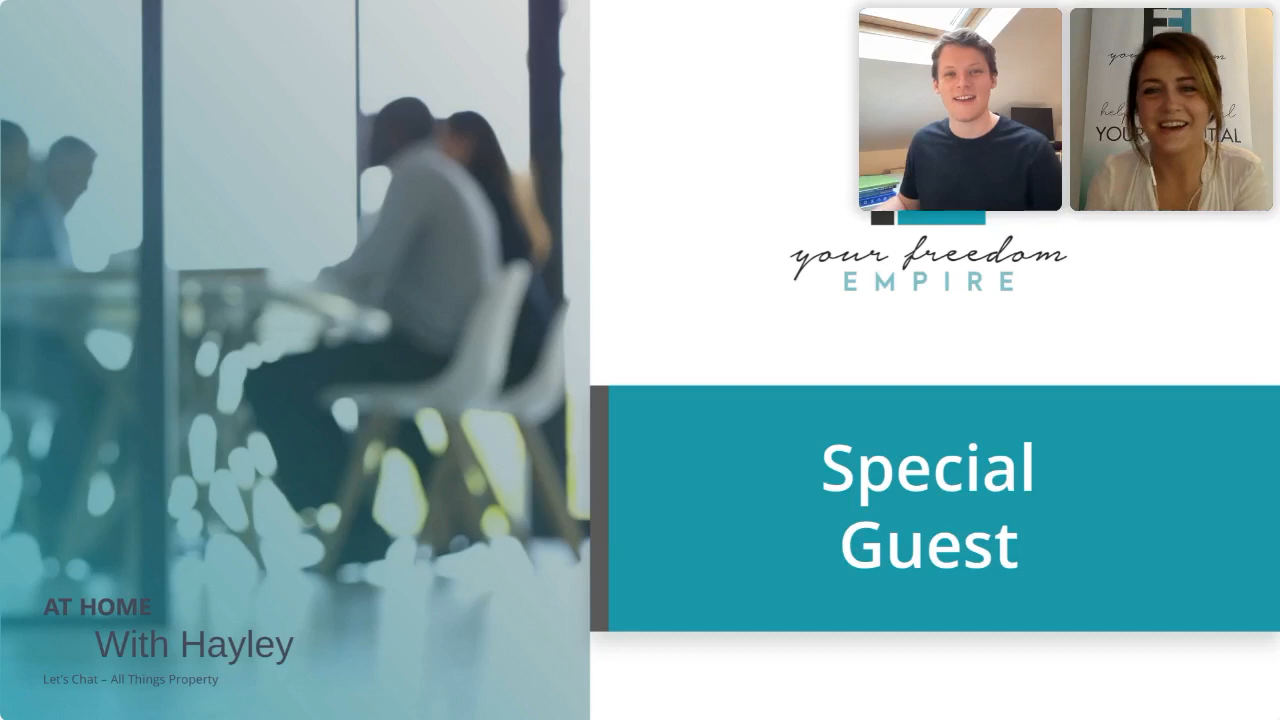 your freedom
EMPIRE
Special
Guest
AT HOME
With Hayley
Let's Chat – All Things Property